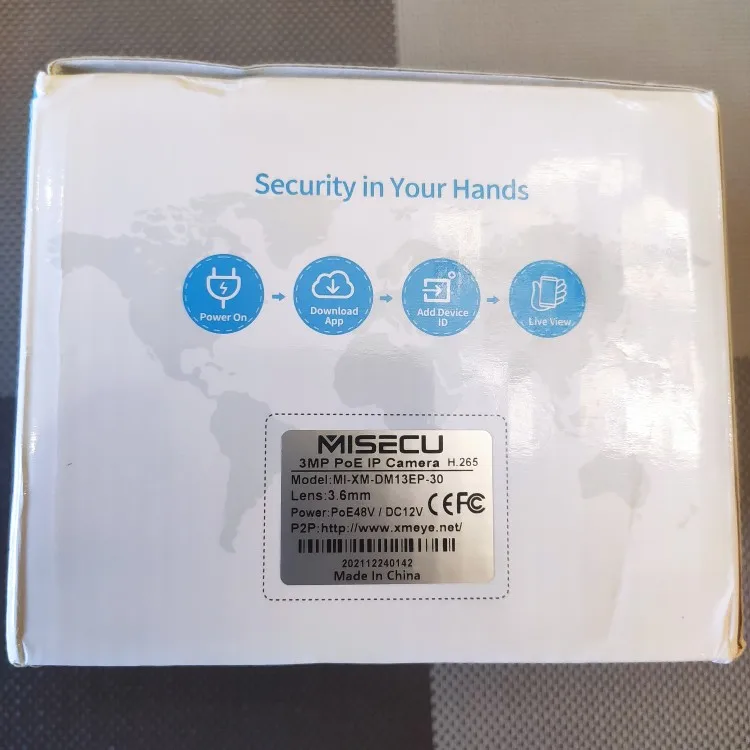 Security in Your Hands
Power On
Download
App
Add Device
ID
Live View
MISECU
3MP PoE IP Camera H.265
Model:MI-XM-DM13EP-30
Lens:3.6mm
Power:PoE48V / DC12V CE FC
P2P:http://www.xmeye.net/
202112240142
Made In China